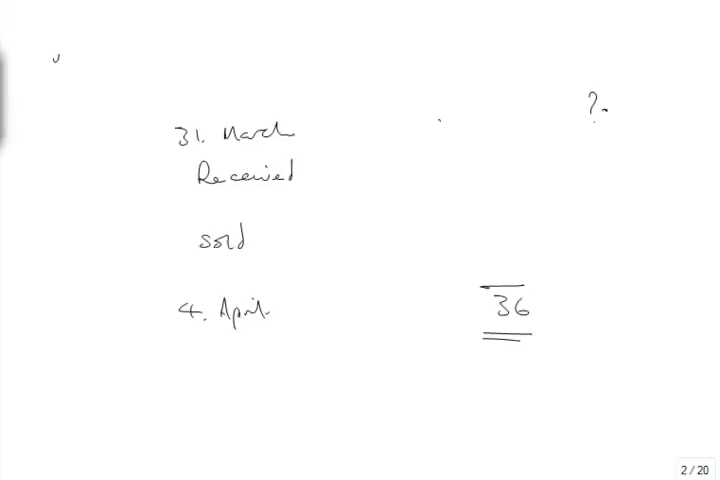 ?
31. March
Received
sold
4. April 36
2 / 20